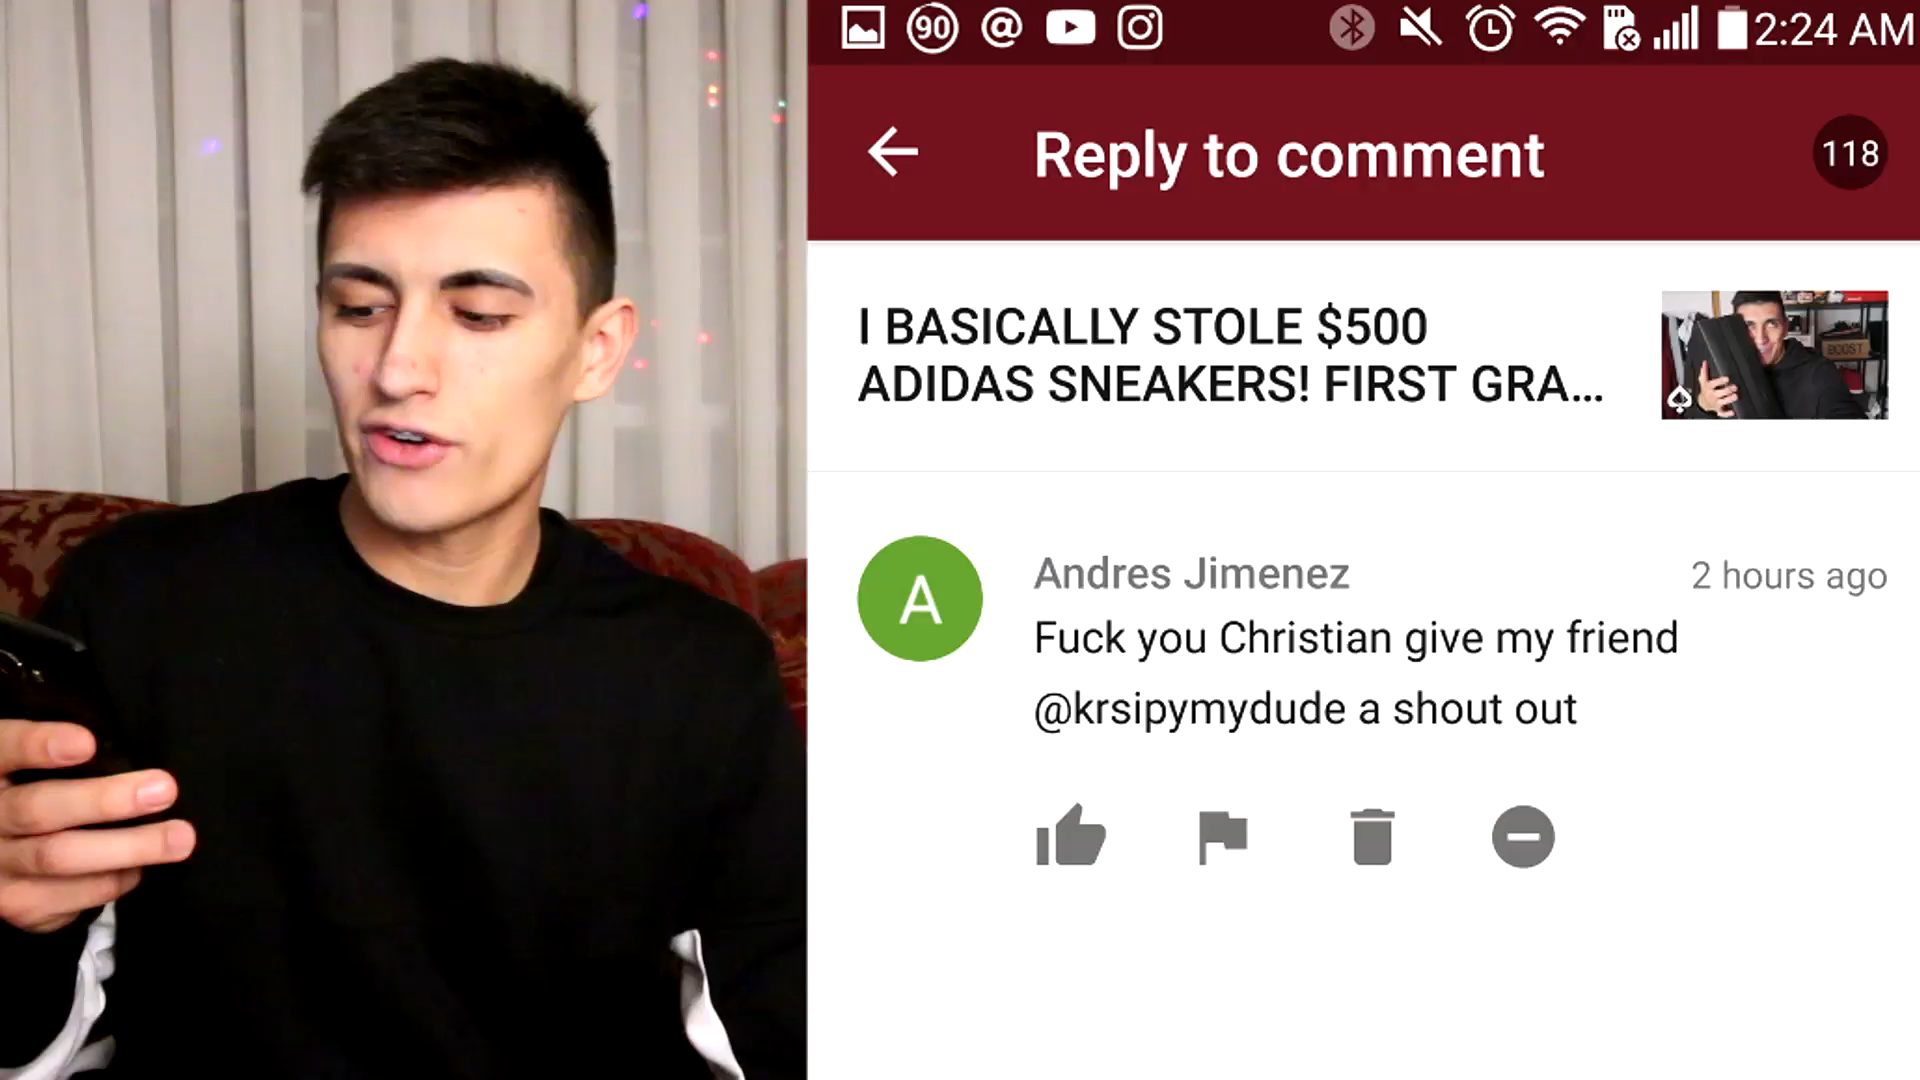 90
2:24 AM
Reply to comment
118
I BASICALLY STOLE $500
ADIDAS SNEAKERS! FIRST GRA...
BOOST
A
Andres Jimenez
2 hours ago
Fuck you Christian give my friend
@krsipymydude a shout out